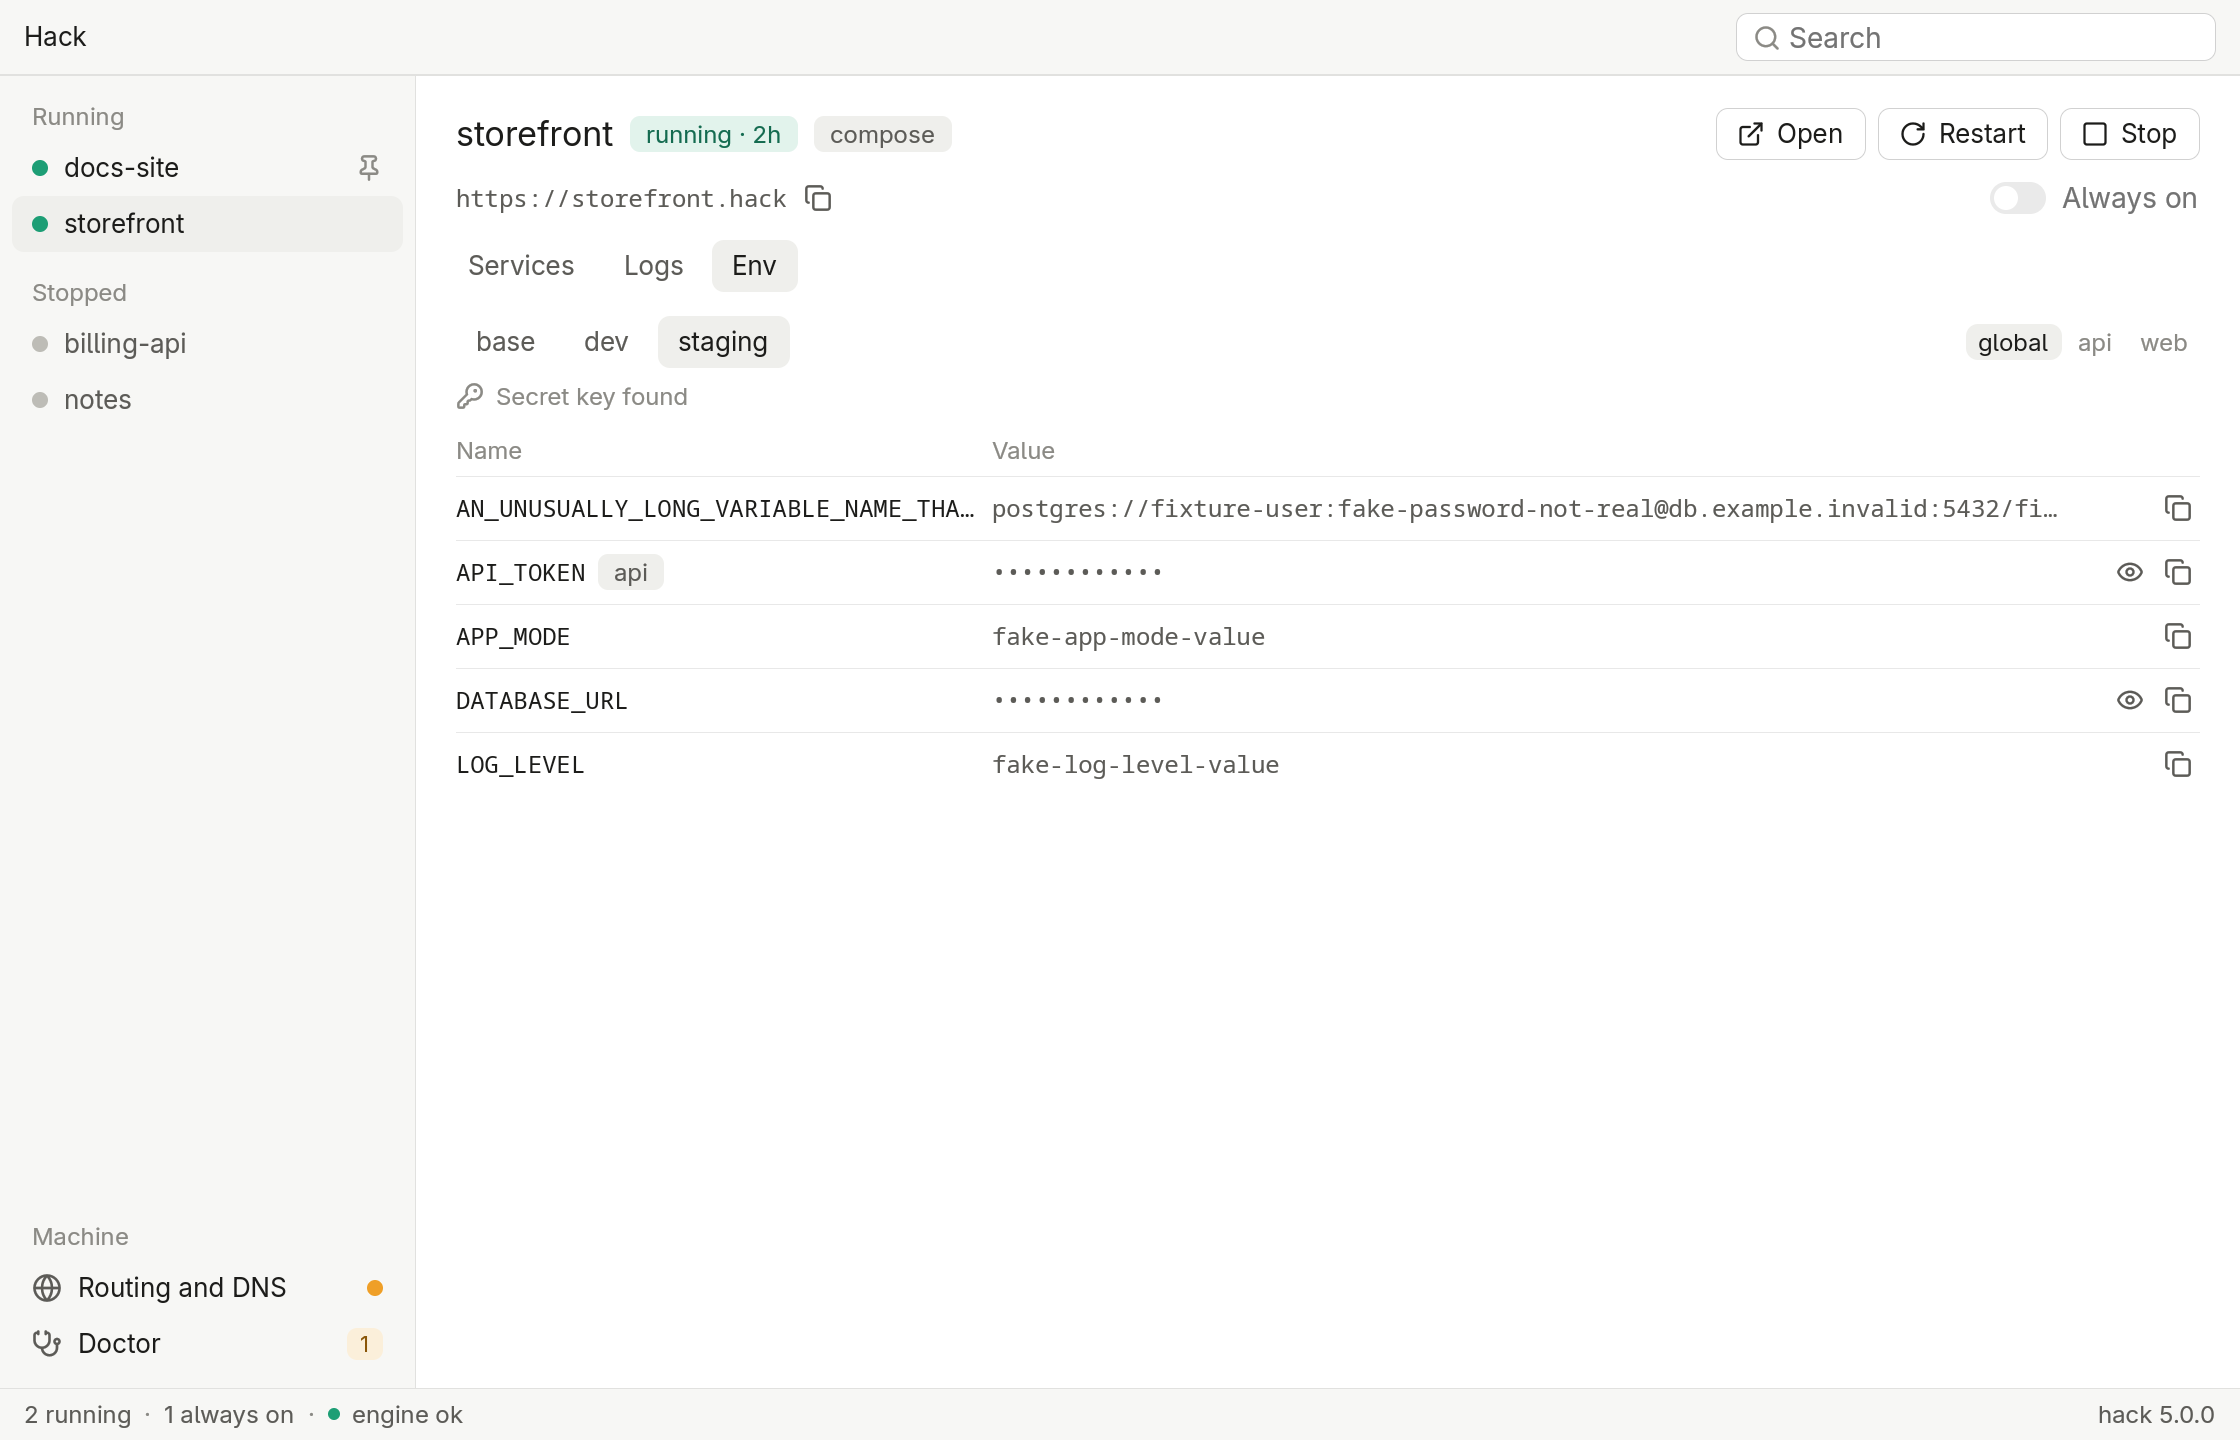 Hack
Search
Running
docs-site
storefront
Stopped
billing-api
notes
Machine
Routing and DNS
Doctor 1
storefront running · 2h compose
Open Restart Stop
https://storefront.hack
Always on
Services Logs Env
base dev staging
global api web
Secret key found
Name Value
AN_UNUSUALLY_LONG_VARIABLE_NAME_THA… postgres://fixture-user:fake-password-not-real@db.example.invalid:5432/fi…
API_TOKEN api ••••••••••••
APP_MODE fake-app-mode-value
DATABASE_URL ••••••••••••
LOG_LEVEL fake-log-level-value
2 running · 1 always on · engine ok
hack 5.0.0